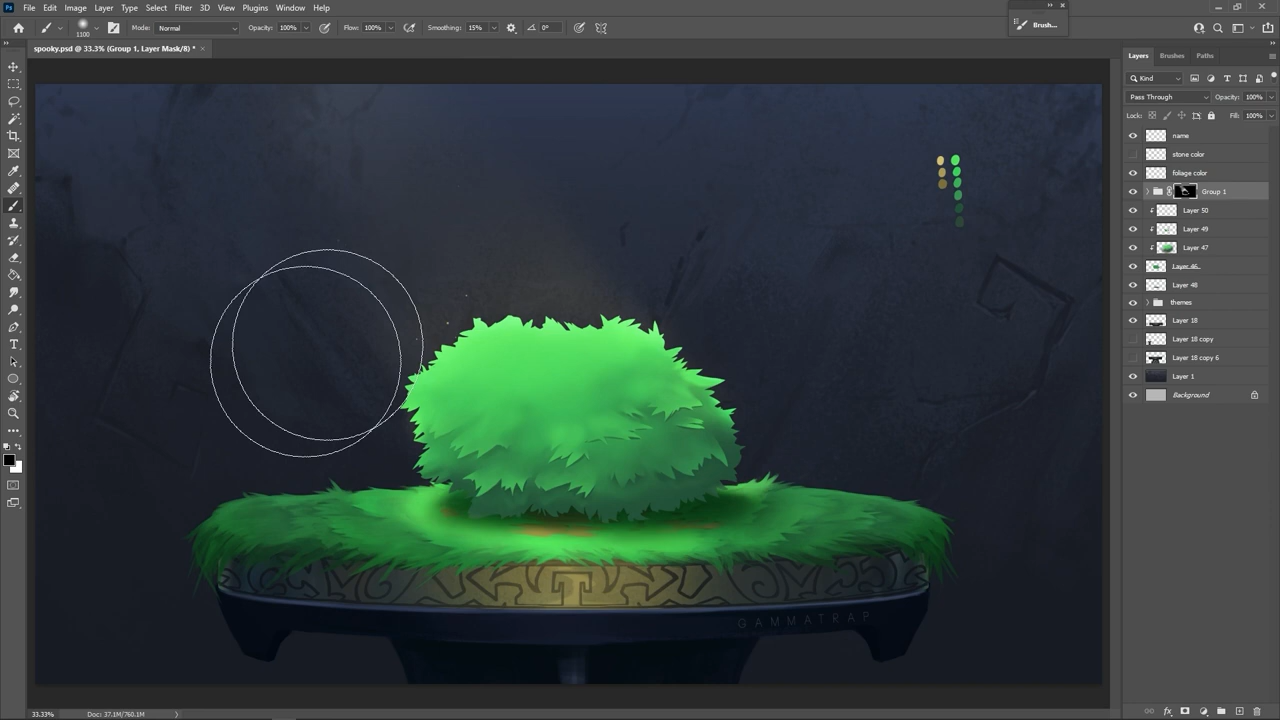 Ps File Edit Image Layer Type Select Filter 3D View Plugins Window Help
1100 Mode: Normal Opacity: 100% Flow: 100% Smoothing: 15% 0° Brush...
spooky.psd @ 33.3% (Group 1, Layer Mask/8) * ×
Layers Brushes Paths
Kind
Pass Through Opacity: 100%
Lock: Fill: 100%
name
stone color
foliage color
Group 1
Layer 50
Layer 49
Layer 47
Layer 46
Layer 48
themes
Layer 18
Layer 18 copy
Layer 18 copy 6
Layer 1
Background
GAMMATRAP
33.33% Doc: 37.1M/760.1M